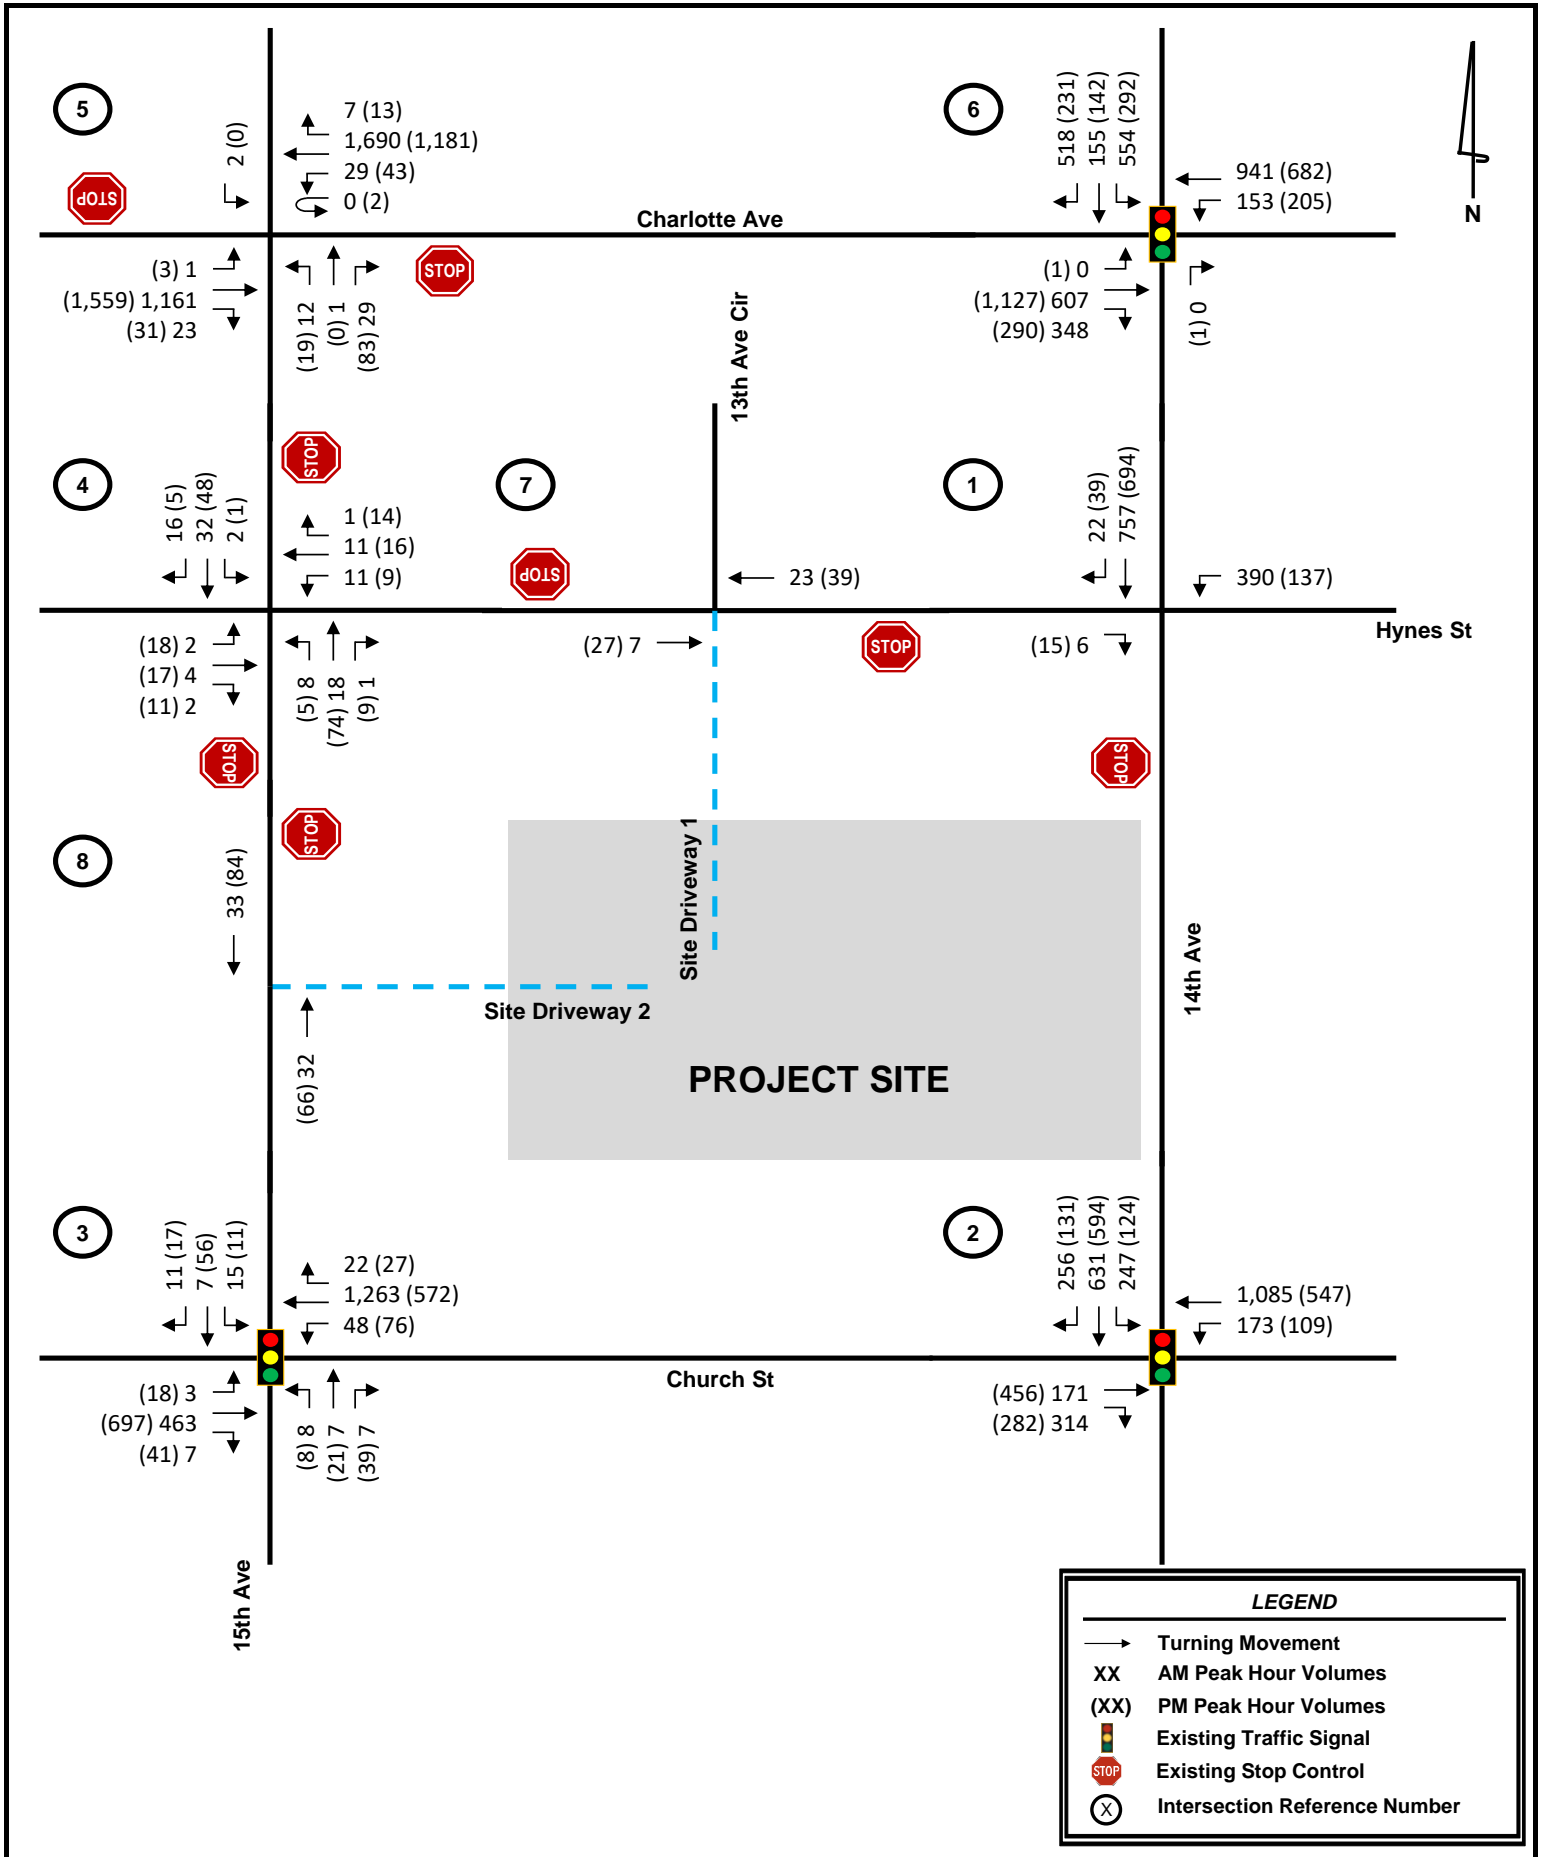 5
2 (0)
7 (13)
1,690 (1,181)
29 (43)
0 (2)
STOP
Charlotte Ave
(3) 1
(1,559) 1,161
(31) 23
(19) 12
(0) 1
(83) 29
STOP
6
518 (231)
155 (142)
554 (292)
941 (682)
153 (205)
N
(1) 0
(1,127) 607
(290) 348
(1) 0
13th Ave Cir
4
STOP
16 (5)
32 (48)
2 (1)
1 (14)
11 (16)
11 (9)
(18) 2
(17) 4
(11) 2
(5) 8
(74) 18
(9) 1
STOP
7
STOP
23 (39)
(27) 7
STOP
1
22 (39)
757 (694)
390 (137)
Hynes St
(15) 6
STOP
8
STOP
33 (84)
(66) 32
Site Driveway 1
Site Driveway 2
PROJECT SITE
14th Ave
3
11 (17)
7 (56)
15 (11)
22 (27)
1,263 (572)
48 (76)
Church St
(18) 3
(697) 463
(41) 7
(8) 8
(21) 7
(39) 7
2
256 (131)
631 (594)
247 (124)
1,085 (547)
173 (109)
(456) 171
(282) 314
15th Ave
LEGEND
Turning Movement
XX AM Peak Hour Volumes
(XX) PM Peak Hour Volumes
Existing Traffic Signal
STOP Existing Stop Control
X Intersection Reference Number